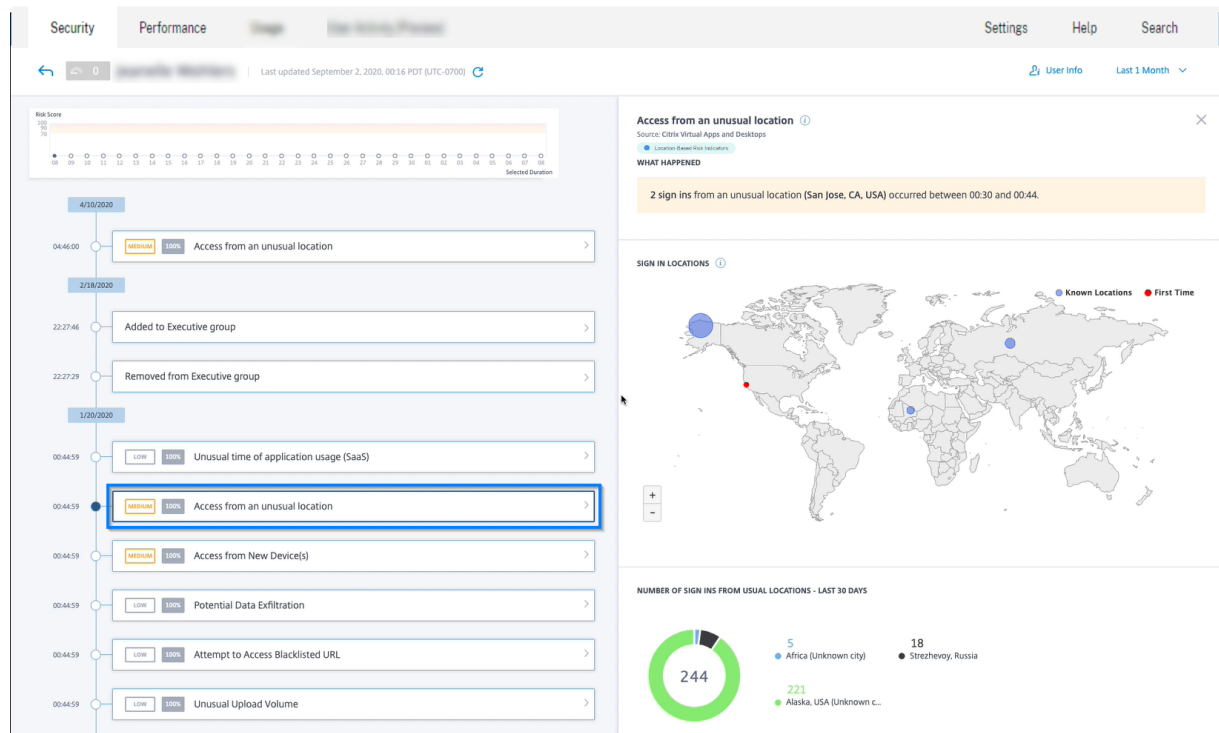 Security Performance Settings Help Search
0 Last updated September 2, 2020, 00:16 PDT (UTC-0700) User Info Last 1 Month
Risk Score
100
90
70
08 09 10 11 12 13 14 15 16 17 18 19 20 21 22 23 24 25 26 27 28 29 30 31 01 02 03 04 05 06 07 08
Selected Duration
4/10/2020
04:46:00 MEDIUM 100% Access from an unusual location
2/18/2020
22:27:46 Added to Executive group
22:27:29 Removed from Executive group
1/20/2020
00:44:59 LOW 100% Unusual time of application usage (SaaS)
00:44:59 MEDIUM 100% Access from an unusual location
00:44:59 MEDIUM 100% Access from New Device(s)
00:44:59 LOW 100% Potential Data Exfiltration
00:44:59 LOW 100% Attempt to Access Blacklisted URL
00:44:59 LOW 100% Unusual Upload Volume
Access from an unusual location
Source: Citrix Virtual Apps and Desktops
Location-Based Risk Indicators
WHAT HAPPENED
2 sign ins from an unusual location (San Jose, CA, USA) occurred between 00:30 and 00:44.
SIGN IN LOCATIONS
Known Locations First Time
+
-
NUMBER OF SIGN INS FROM USUAL LOCATIONS - LAST 30 DAYS
244
5 18
Africa (Unknown city) Strezhevoy, Russia
221
Alaska, USA (Unknown c...